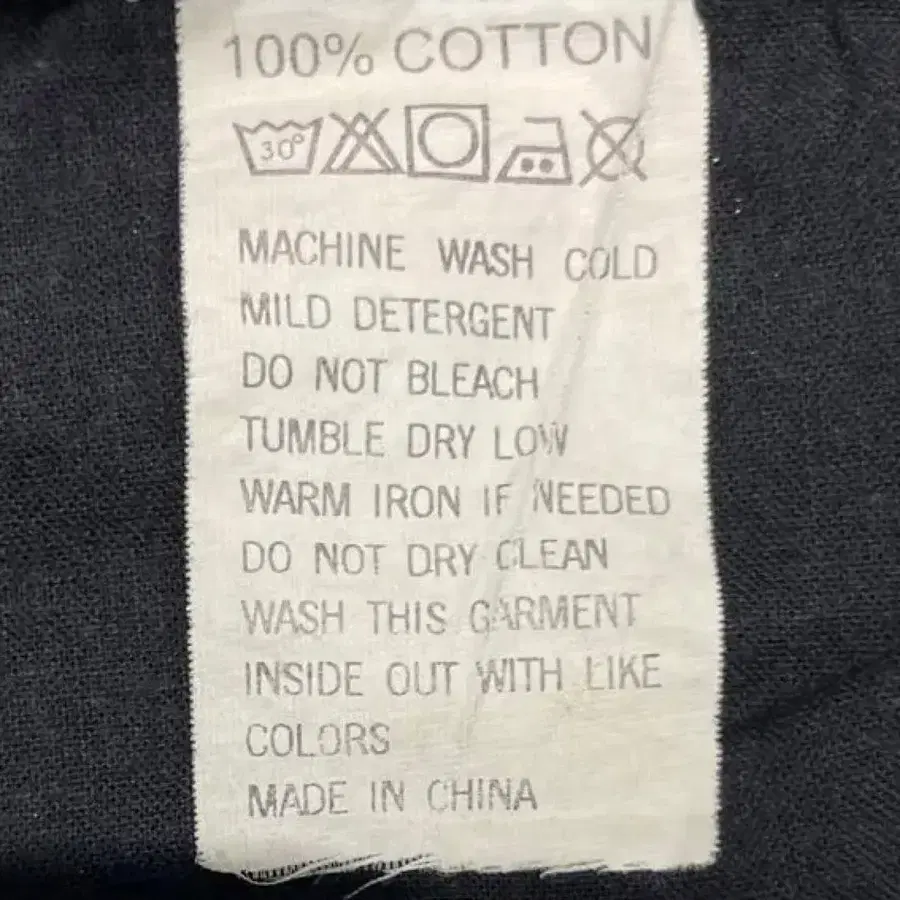 100% COTTON
30°
MACHINE WASH COLD
MILD DETERGENT
DO NOT BLEACH
TUMBLE DRY LOW
WARM IRON IF NEEDED
DO NOT DRY CLEAN
WASH THIS GARMENT
INSIDE OUT WITH LIKE
COLORS
MADE IN CHINA